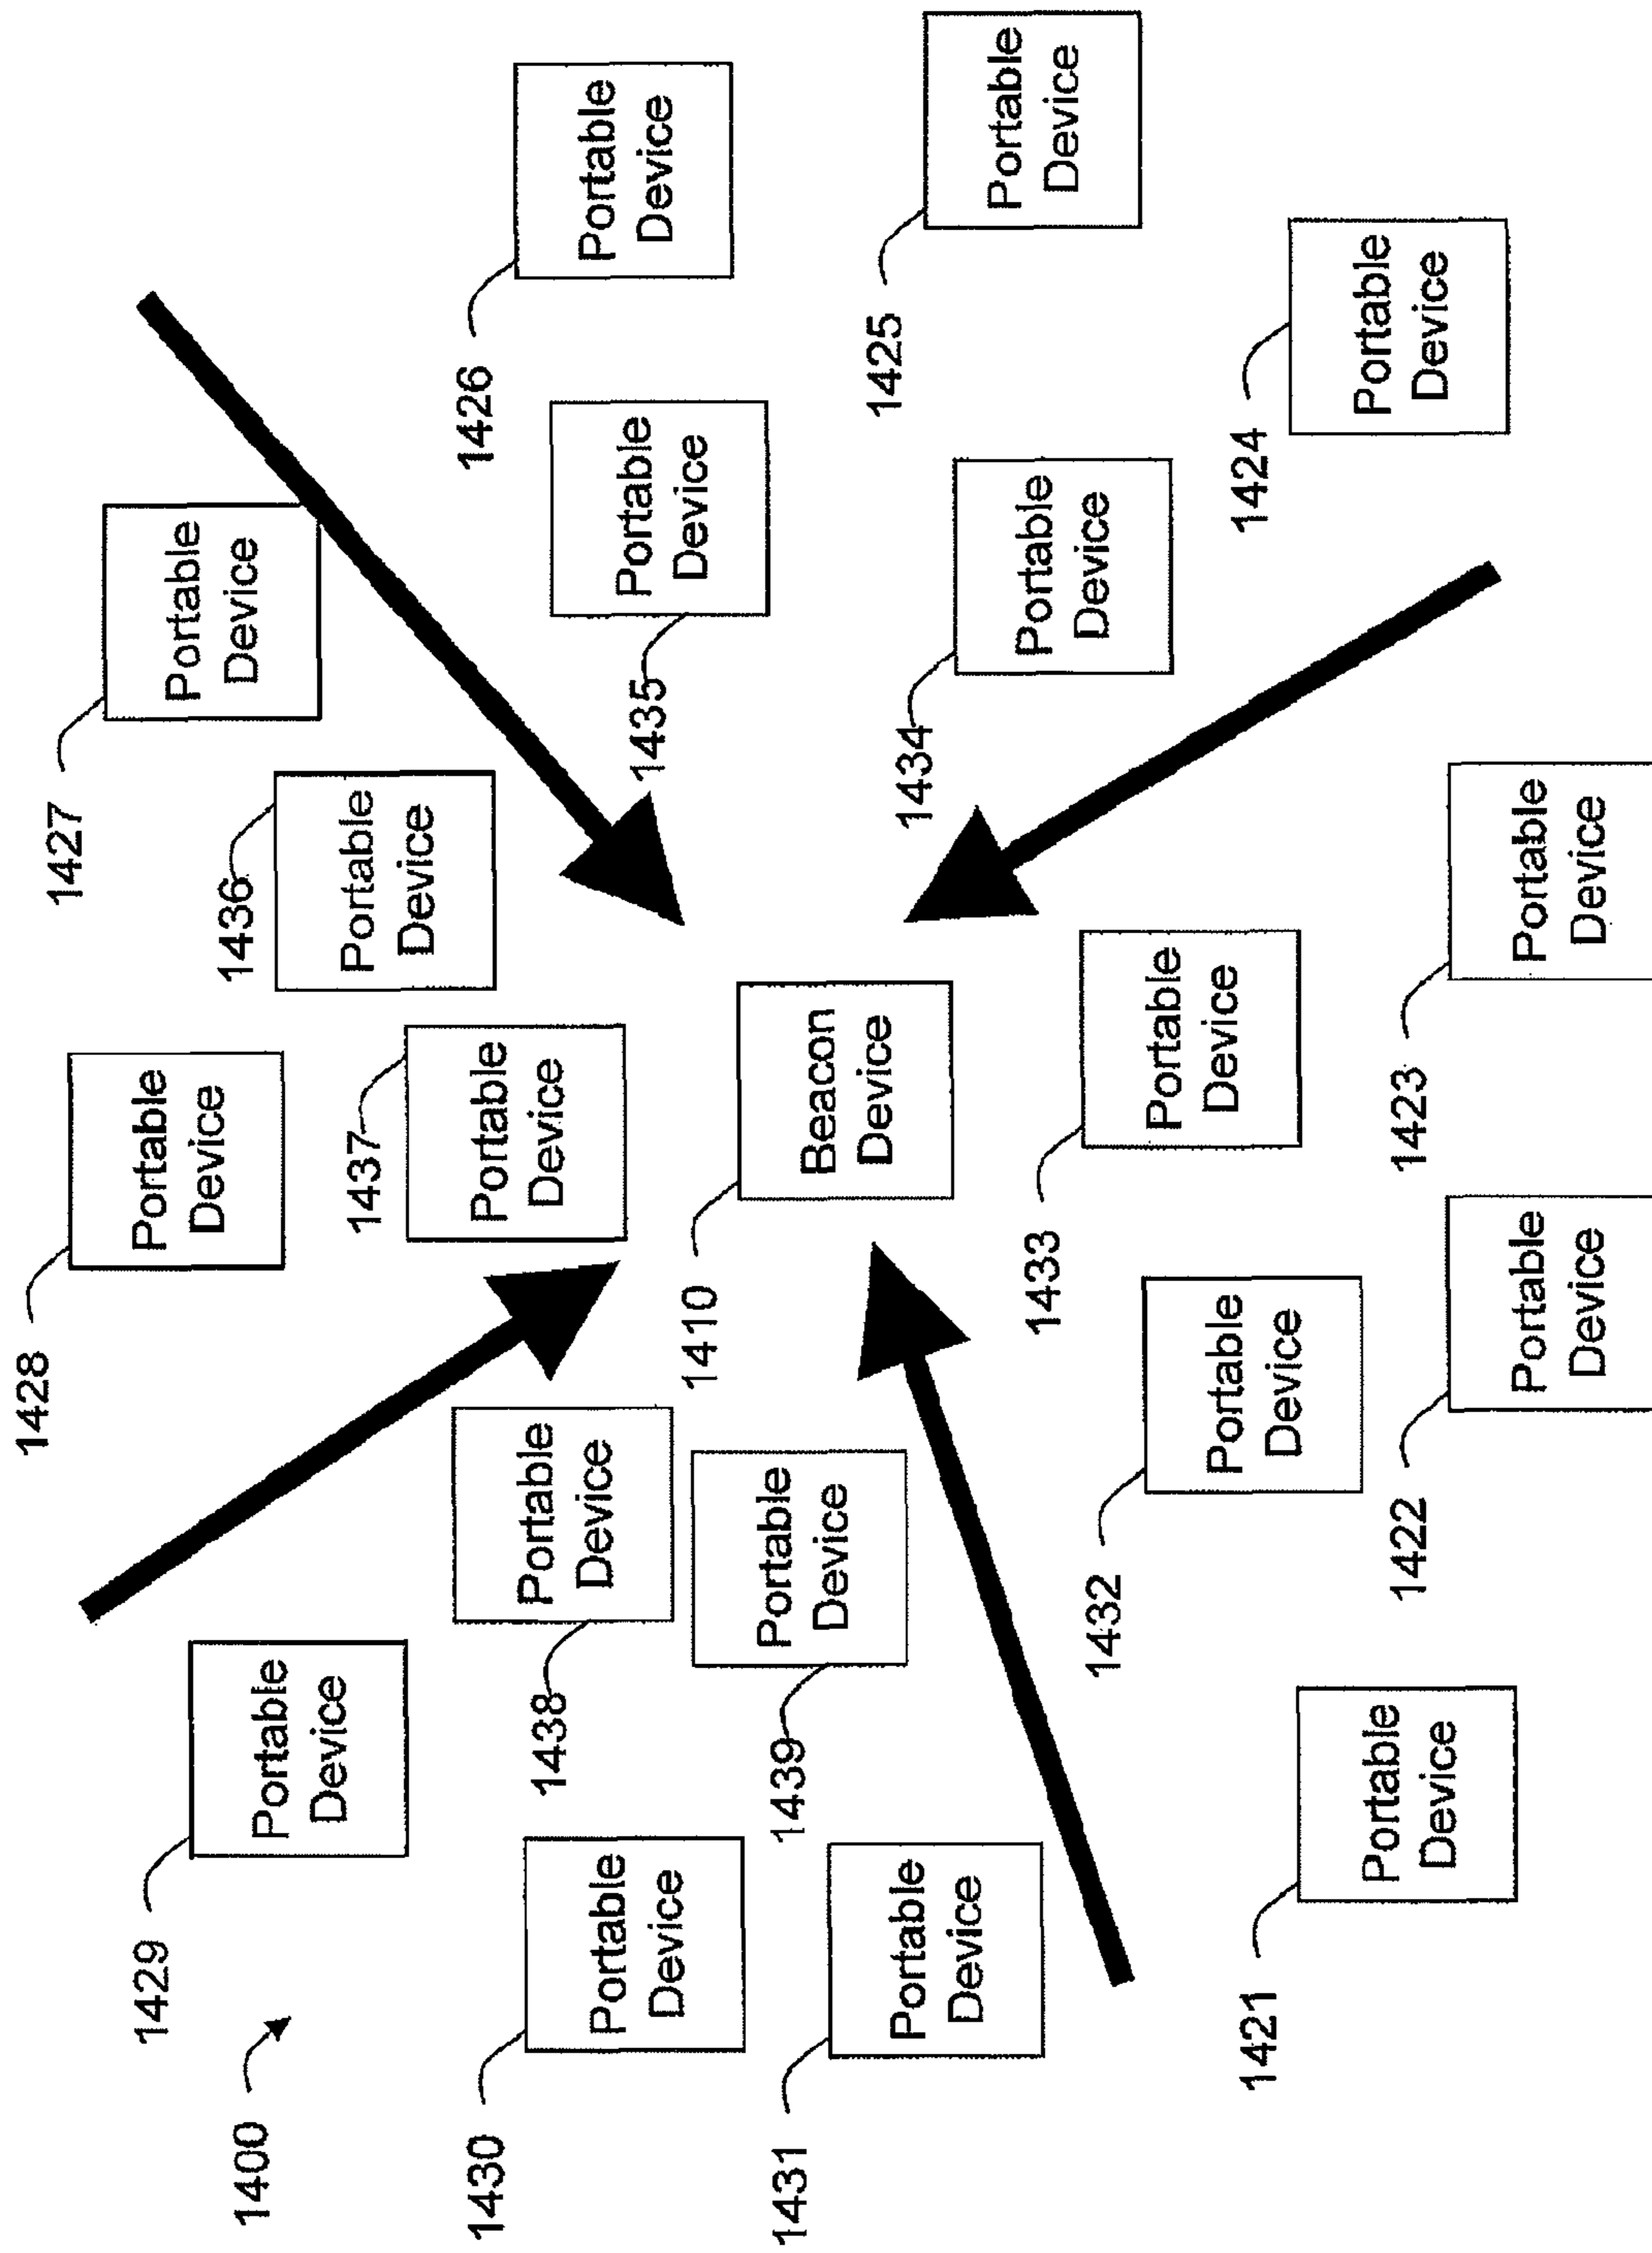 1400
1428
Portable
Device
1427
Portable
Device
1429
Portable
Device
1436
Portable
Device
1437
Portable
Device
1430
Portable
Device
1438
Portable
Device
1426
Portable
Device
1435
Portable
Device
1410
Beacon
Device
1431
Portable
Device
1439
Portable
Device
1425
Portable
Device
1434
Portable
Device
1433
Portable
Device
1432
Portable
Device
1421
Portable
Device
1424
Portable
Device
1422
Portable
Device
1423
Portable
Device